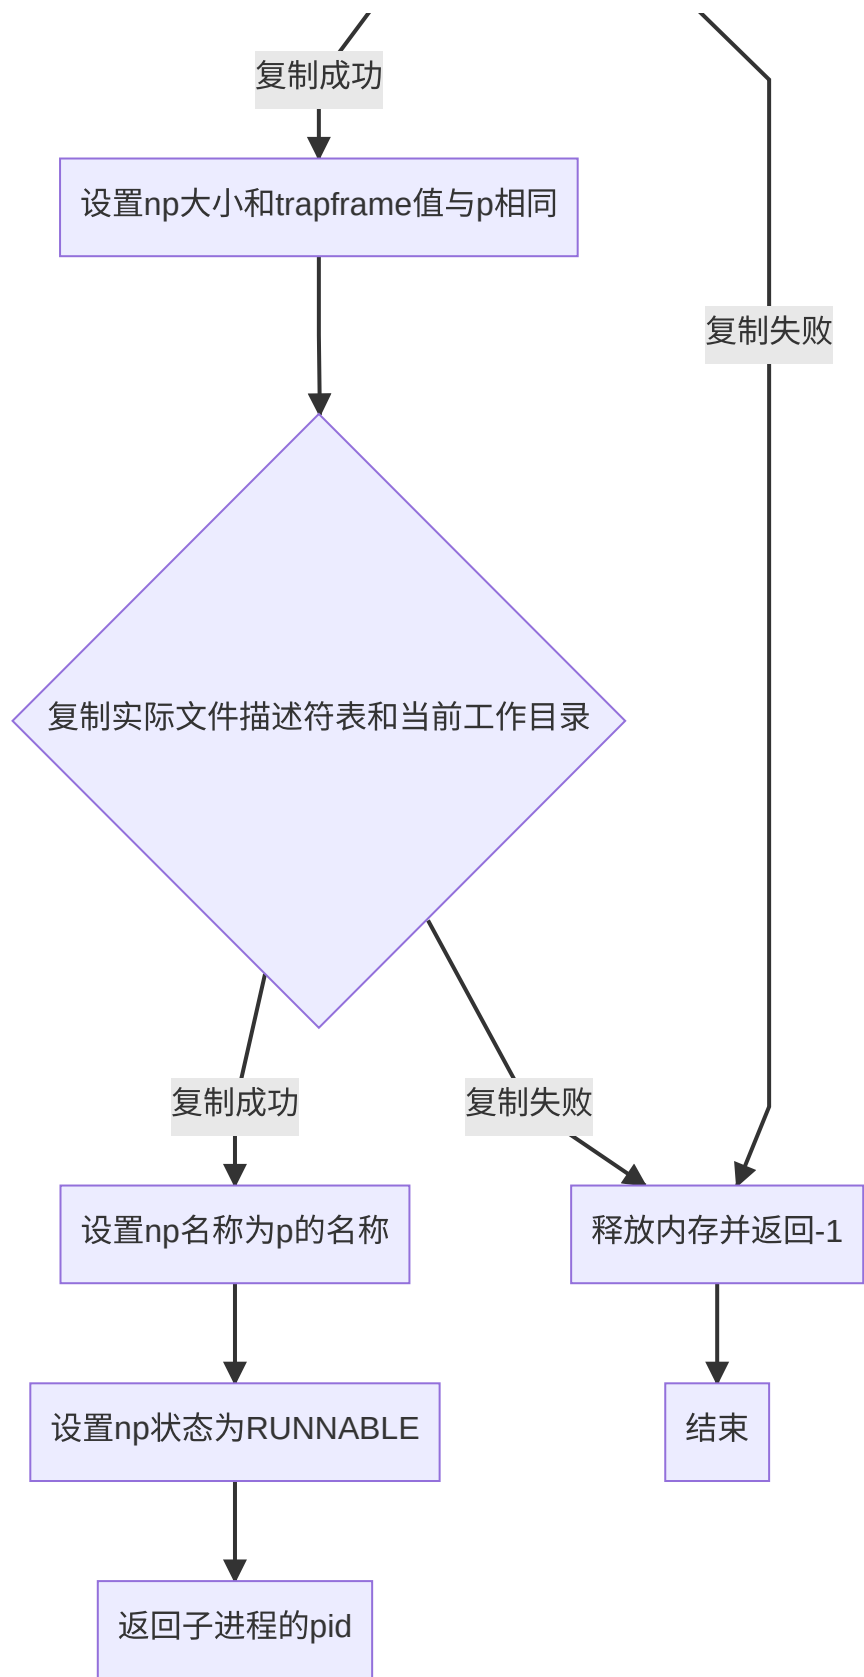 复制成功
设置np大小和trapframe值与p相同
复制失败
复制实际文件描述符表和当前工作目录
复制成功
复制失败
设置np名称为p的名称
释放内存并返回-1
设置np状态为RUNNABLE
结束
返回子进程的pid